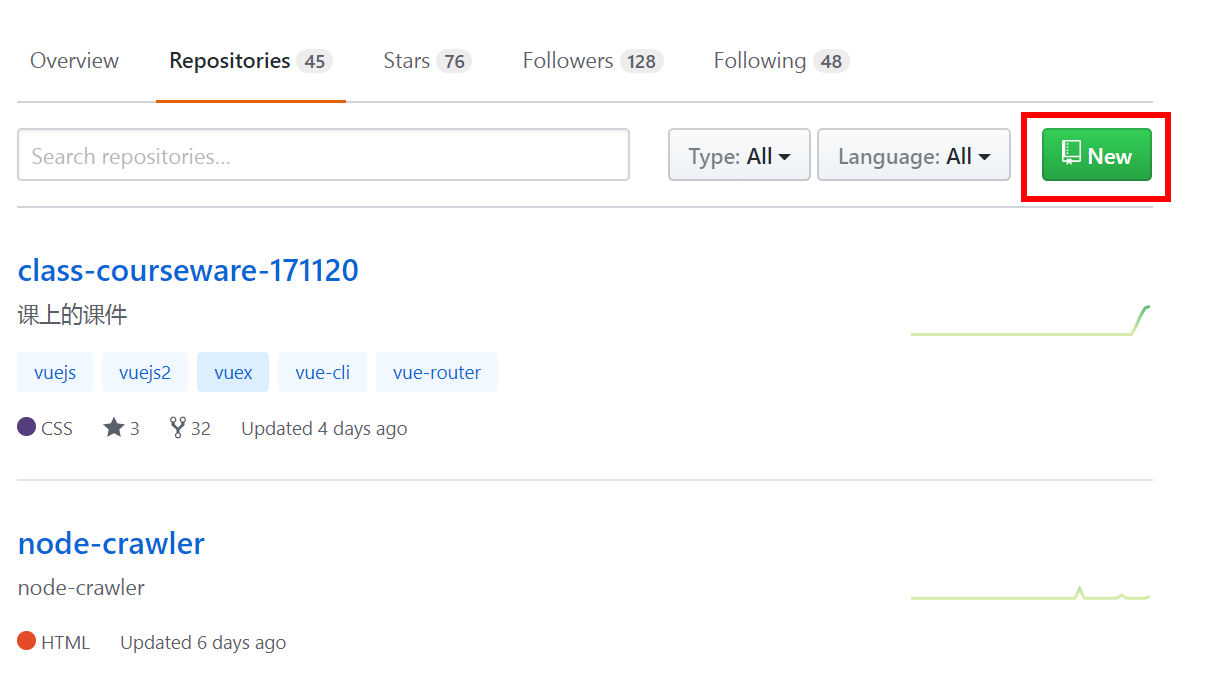 Overview Repositories 45 Stars 76 Followers 128 Following 48
Search repositories... Type: All Language: All New
class-courseware-171120
课上的课件
vuejs vuejs2 vuex vue-cli vue-router
CSS 3 32 Updated 4 days ago
node-crawler
node-crawler
HTML Updated 6 days ago